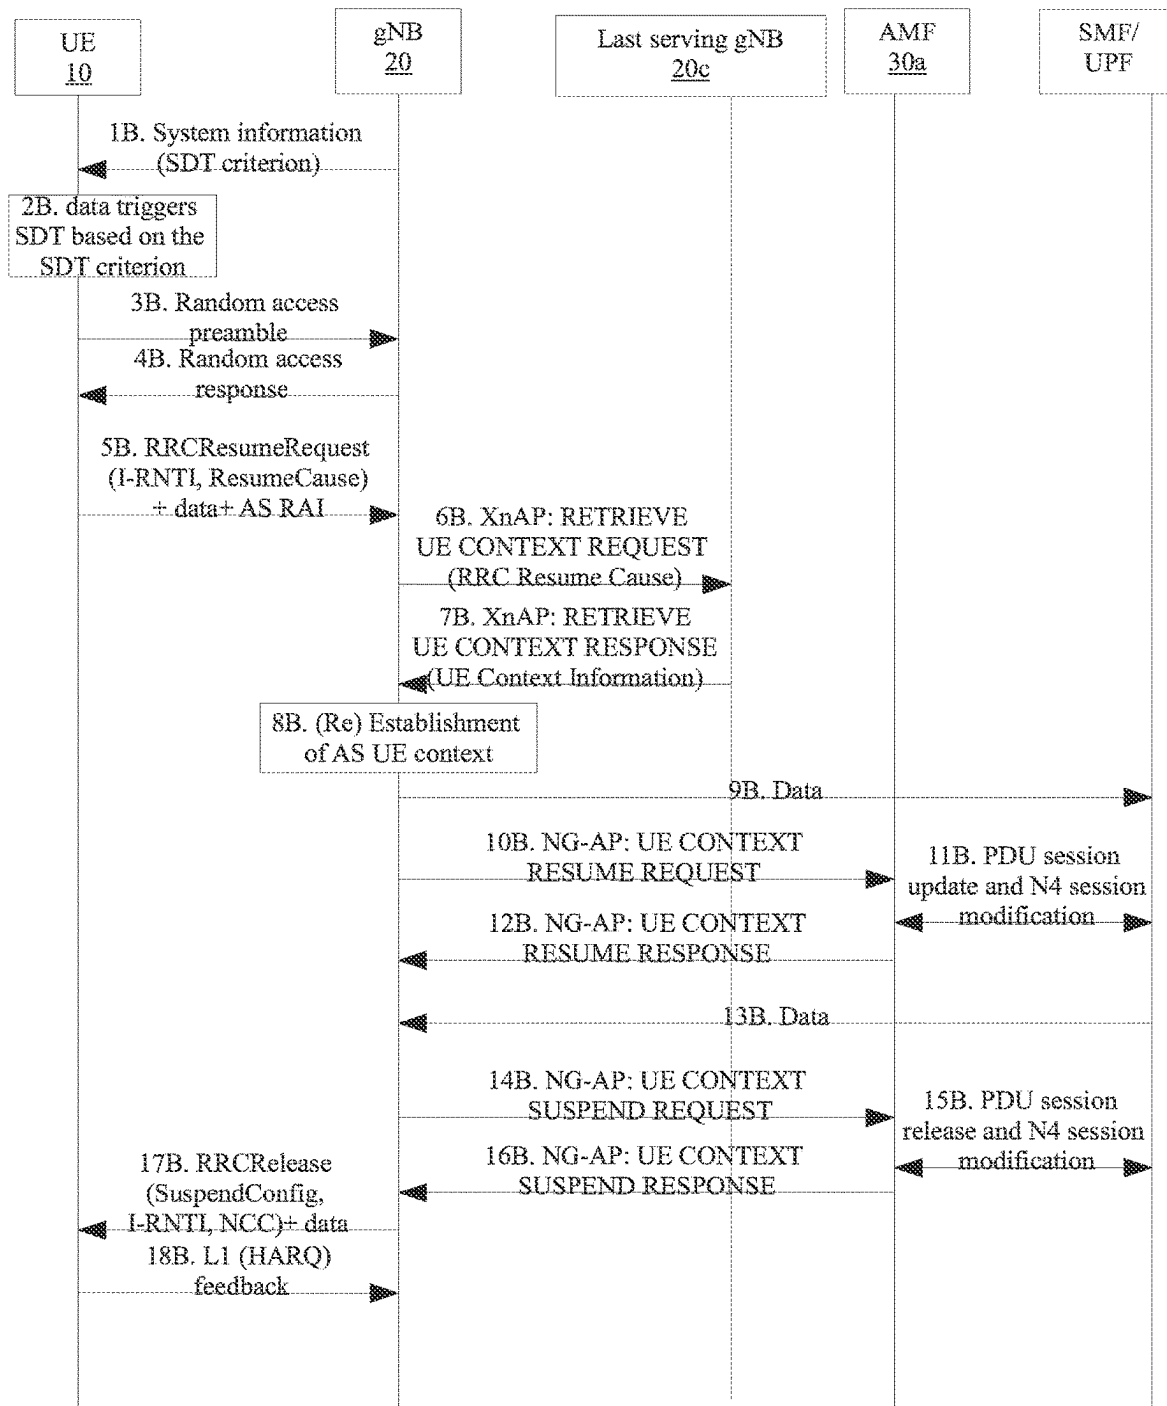 UE
10
gNB
20
Last serving gNB
20c
AMF
30a
SMF/
UPF
1B. System information
(SDT criterion)
2B. data triggers
SDT based on the
SDT criterion
3B. Random access
preamble
4B. Random access
response
5B. RRCResumeRequest
(I-RNTI, ResumeCause)
+ data+ AS RAI
6B. XnAP: RETRIEVE
UE CONTEXT REQUEST
(RRC Resume Cause)
7B. XnAP: RETRIEVE
UE CONTEXT RESPONSE
(UE Context Information)
8B. (Re) Establishment
of AS UE context
9B. Data
10B. NG-AP: UE CONTEXT
RESUME REQUEST
11B. PDU session
update and N4 session
modification
12B. NG-AP: UE CONTEXT
RESUME RESPONSE
13B. Data
14B. NG-AP: UE CONTEXT
SUSPEND REQUEST
15B. PDU session
release and N4 session
modification
16B. NG-AP: UE CONTEXT
SUSPEND RESPONSE
17B. RRCRelease
(SuspendConfig,
I-RNTI, NCC)+ data
18B. L1 (HARQ)
feedback